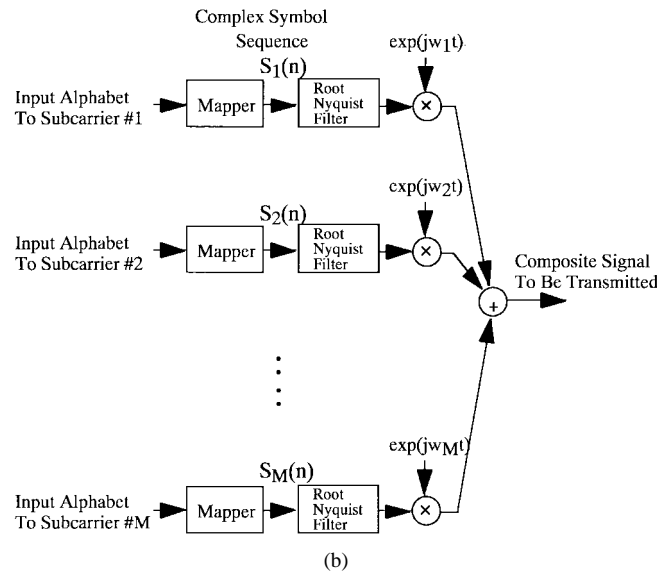 Complex Symbol
Sequence
S1(n)
exp(jw1t)
Input Alphabet
To Subcarrier #1
Mapper
Root
Nyquist
Filter
×
S2(n)
exp(jw2t)
Input Alphabet
To Subcarrier #2
Mapper
Root
Nyquist
Filter
×
Composite Signal
To Be Transmitted
+
SM(n)
exp(jwMt)
Input Alphabet
To Subcarrier #M
Mapper
Root
Nyquist
Filter
×
(b)